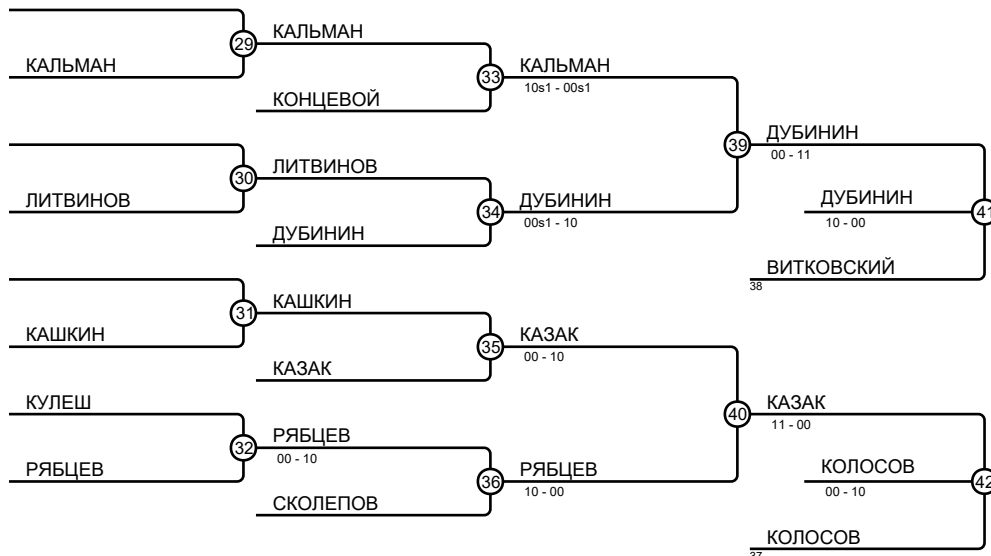 29
КАЛЬМАН
КАЛЬМАН
33
КАЛЬМАН
10s1 - 00s1
КОНЦЕВОЙ
39
ДУБИНИН
00 - 11
30
ЛИТВИНОВ
ЛИТВИНОВ
34
ДУБИНИН
00s1 - 10
ДУБИНИН
ДУБИНИН
10 - 00
41
ВИТКОВСКИЙ
38
31
КАШКИН
КАШКИН
35
КАЗАК
00 - 10
КАЗАК
40
КАЗАК
11 - 00
КУЛЕШ
32
РЯБЦЕВ
00 - 10
РЯБЦЕВ
36
РЯБЦЕВ
10 - 00
СКОЛЕПОВ
КОЛОСОВ
00 - 10
42
КОЛОСОВ
37